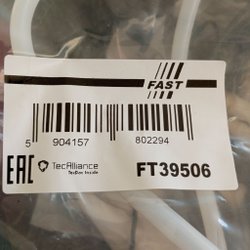 FAST
5 904157 802294
EAC TecAlliance
TecDoc Inside
FT39506